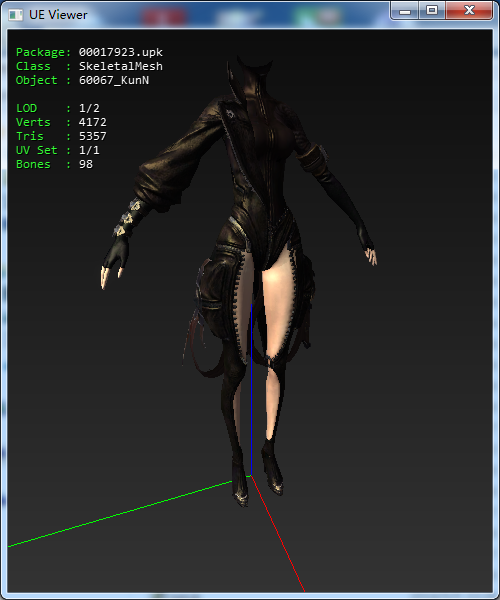 UE Viewer
Package: 00017923.upk
Class : SkeletalMesh
Object : 60067_KunN
LOD : 1/2
Verts : 4172
Tris : 5357
UV Set : 1/1
Bones : 98